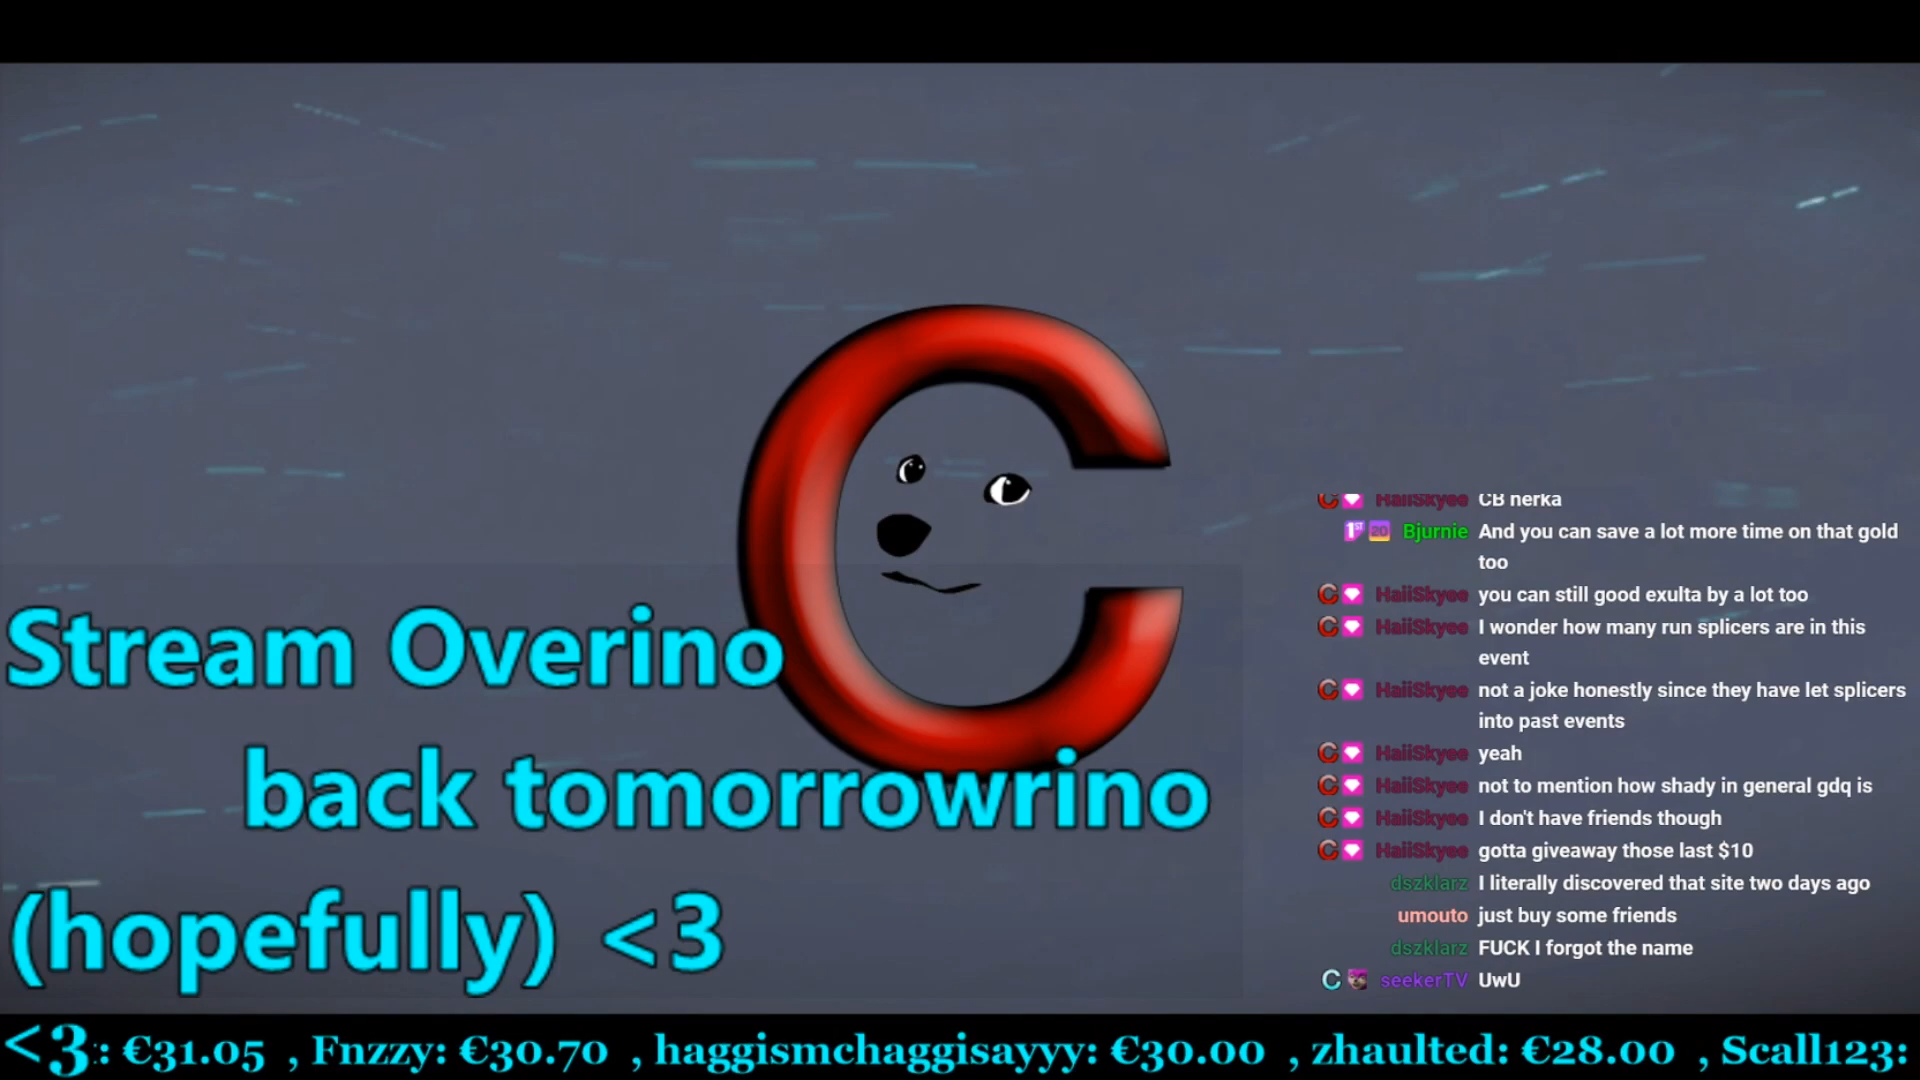 C
Stream Overino
back tomorrowrino
(hopefully) <3
HaiiSkyee CB nerka
Bjurnie And you can save a lot more time on that gold
too
HaiiSkyee you can still good exulta by a lot too
HaiiSkyee I wonder how many run splicers are in this
event
HaiiSkyee not a joke honestly since they have let splicers
into past events
HaiiSkyee yeah
HaiiSkyee not to mention how shady in general gdq is
HaiiSkyee I don't have friends though
HaiiSkyee gotta giveaway those last $10
dszklarz I literally discovered that site two days ago
umouto just buy some friends
dszklarz FUCK I forgot the name
seekerTV UwU
<3: €31.05 , Fnzzy: €30.70 , haggismchaggisayyy: €30.00 , zhaulted: €28.00 , Scall123: